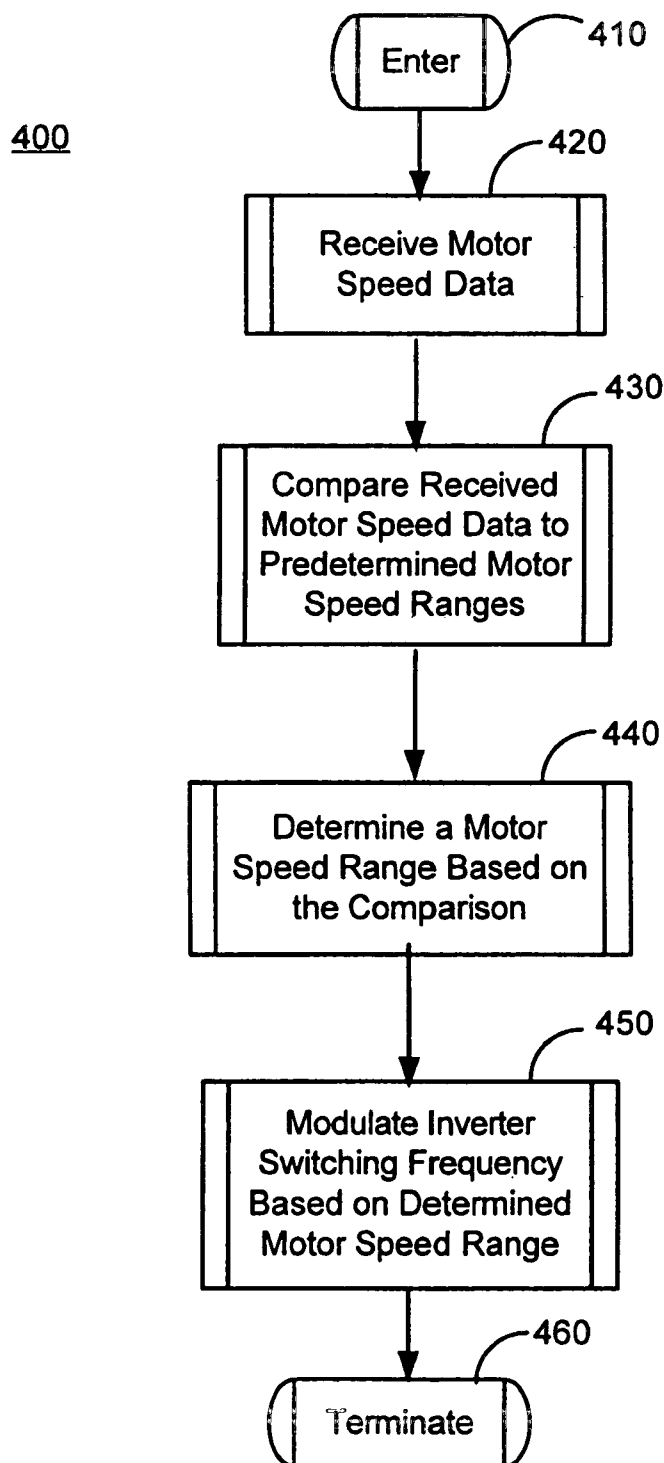 410
Enter
400
420
Receive Motor
Speed Data
430
Compare Received
Motor Speed Data to
Predetermined Motor
Speed Ranges
440
Determine a Motor
Speed Range Based on
the Comparison
450
Modulate Inverter
Switching Frequency
Based on Determined
Motor Speed Range
460
Terminate